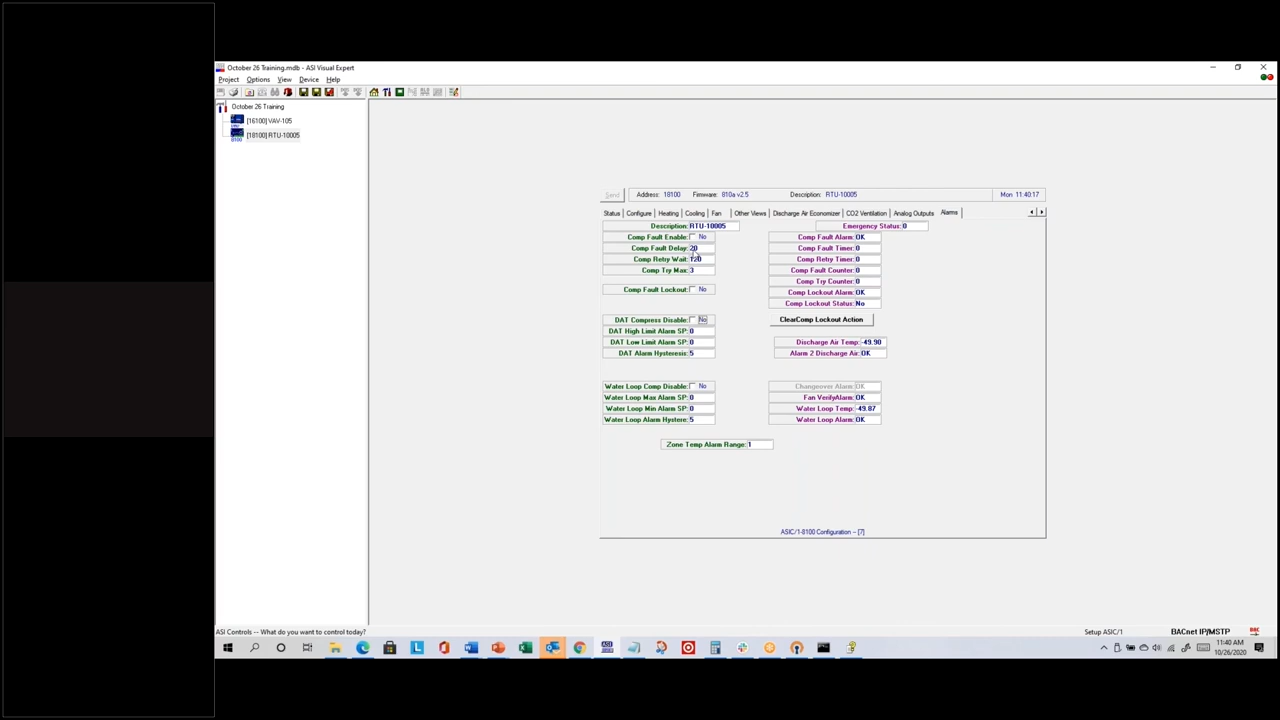 October 26 Training.mdb - ASI Visual Expert
Project Options View Device Help
October 26 Training
[16100] VAV-105
8100 [18100] RTU-10005
Send Address: 18100 Firmware: 810a v2.5 Description: RTU-10005 Mon 11:40:17
Status Configure Heating Cooling Fan Other Views Discharge Air Economizer CO2 Ventilation Analog Outputs Alarms
Description: RTU-10005 Emergency Status: 0
Comp Fault Enable: No Comp Fault Alarm: OK
Comp Fault Delay: 20 Comp Fault Timer: 0
Comp Retry Wait: 120 Comp Retry Timer: 0
Comp Try Max: 3 Comp Fault Counter: 0
Comp Try Counter: 0
Comp Fault Lockout: No Comp Lockout Alarm: OK
Comp Lockout Status: No
DAT Compress Disable: No ClearComp Lockout Action
DAT High Limit Alarm SP: 0
DAT Low Limit Alarm SP: 0 Discharge Air Temp: -49.90
DAT Alarm Hysteresis: 5 Alarm 2 Discharge Air: OK
Water Loop Comp Disable: No Changeover Alarm: OK
Water Loop Max Alarm SP: 0 Fan VerifyAlarm: OK
Water Loop Min Alarm SP: 0 Water Loop Temp: -49.87
Water Loop Alarm Hystere: 5 Water Loop Alarm: OK
Zone Temp Alarm Range: 1
ASIC/1-8100 Configuration -- [7]
ASI Controls -- What do you want to control today? Setup ASIC/1 BACnet IP/MSTP
11:40 AM
10/26/2020